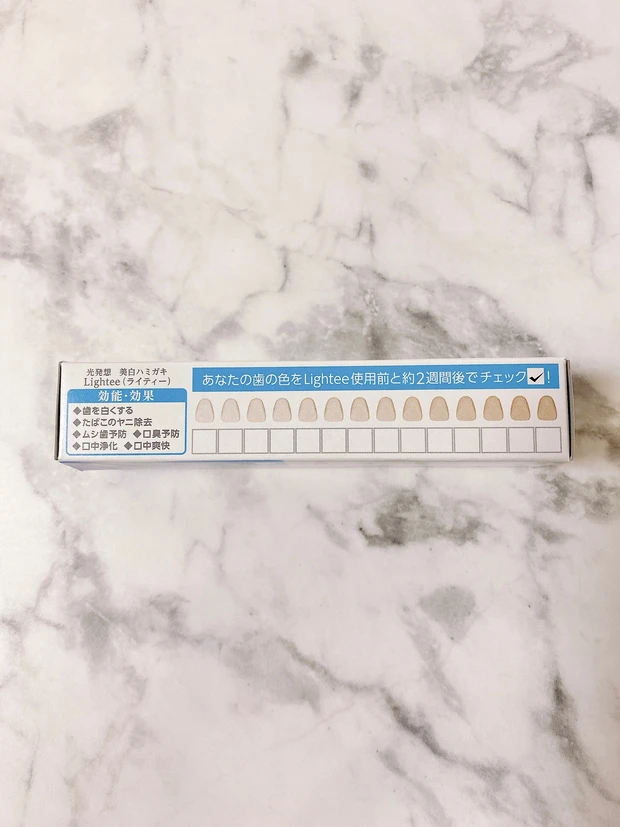 光発想　美白ハミガキ
Lightee(ライティー)
効能・効果
◆歯を白くする
◆たばこのヤニ除去
◆ムシ歯予防 ◆口臭予防
◆口中浄化 ◆口中爽快
あなたの歯の色をLightee使用前と約2週間後でチェック✓!